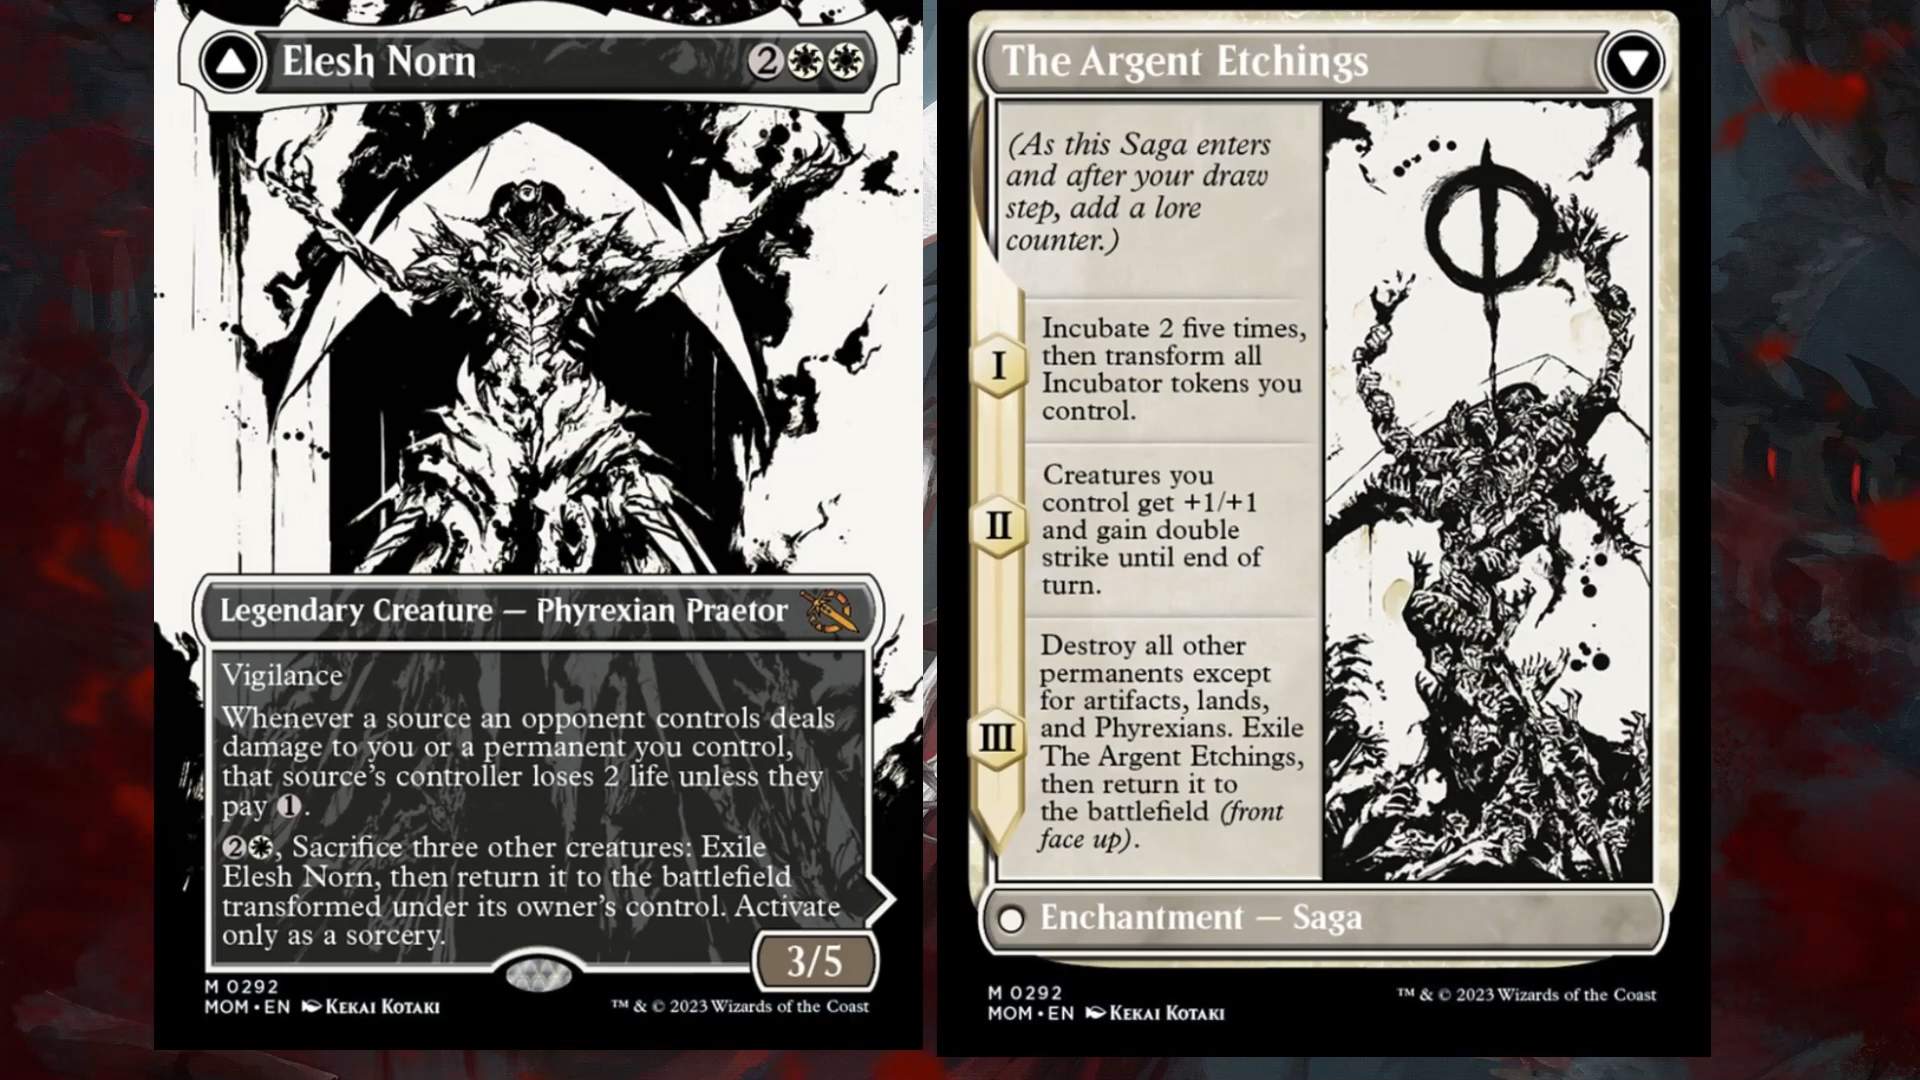 Elesh Norn 2
Legendary Creature — Phyrexian Praetor
Vigilance
Whenever a source an opponent controls deals
damage to you or a permanent you control,
that source's controller loses 2 life unless they
pay 1.
2, Sacrifice three other creatures: Exile
Elesh Norn, then return it to the battlefield
transformed under its owner's control. Activate
only as a sorcery.
3/5
M 0292
MOM • EN KEKAI KOTAKI
™ & © 2023 Wizards of the Coast
The Argent Etchings
(As this Saga enters
and after your draw
step, add a lore
counter.)
I
Incubate 2 five times,
then transform all
Incubator tokens you
control.
II
Creatures you
control get +1/+1
and gain double
strike until end of
turn.
III
Destroy all other
permanents except
for artifacts, lands,
and Phyrexians. Exile
The Argent Etchings,
then return it to
the battlefield (front
face up).
Enchantment — Saga
M 0292
MOM • EN KEKAI KOTAKI
™ & © 2023 Wizards of the Coast